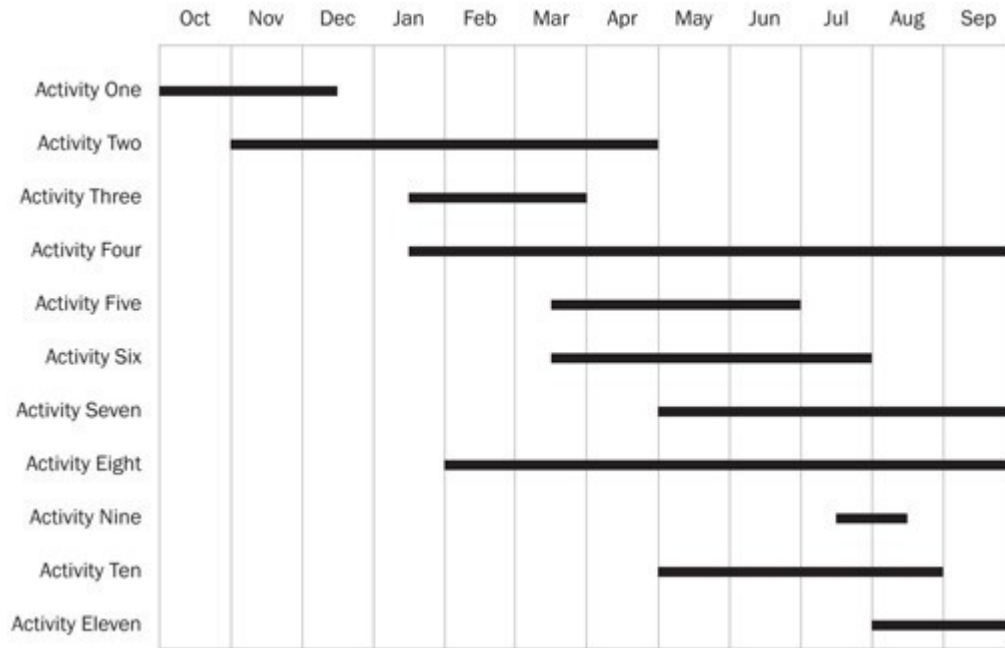 Oct Nov Dec Jan Feb Mar Apr May Jun Jul Aug Sep
Activity One
Activity Two
Activity Three
Activity Four
Activity Five
Activity Six
Activity Seven
Activity Eight
Activity Nine
Activity Ten
Activity Eleven